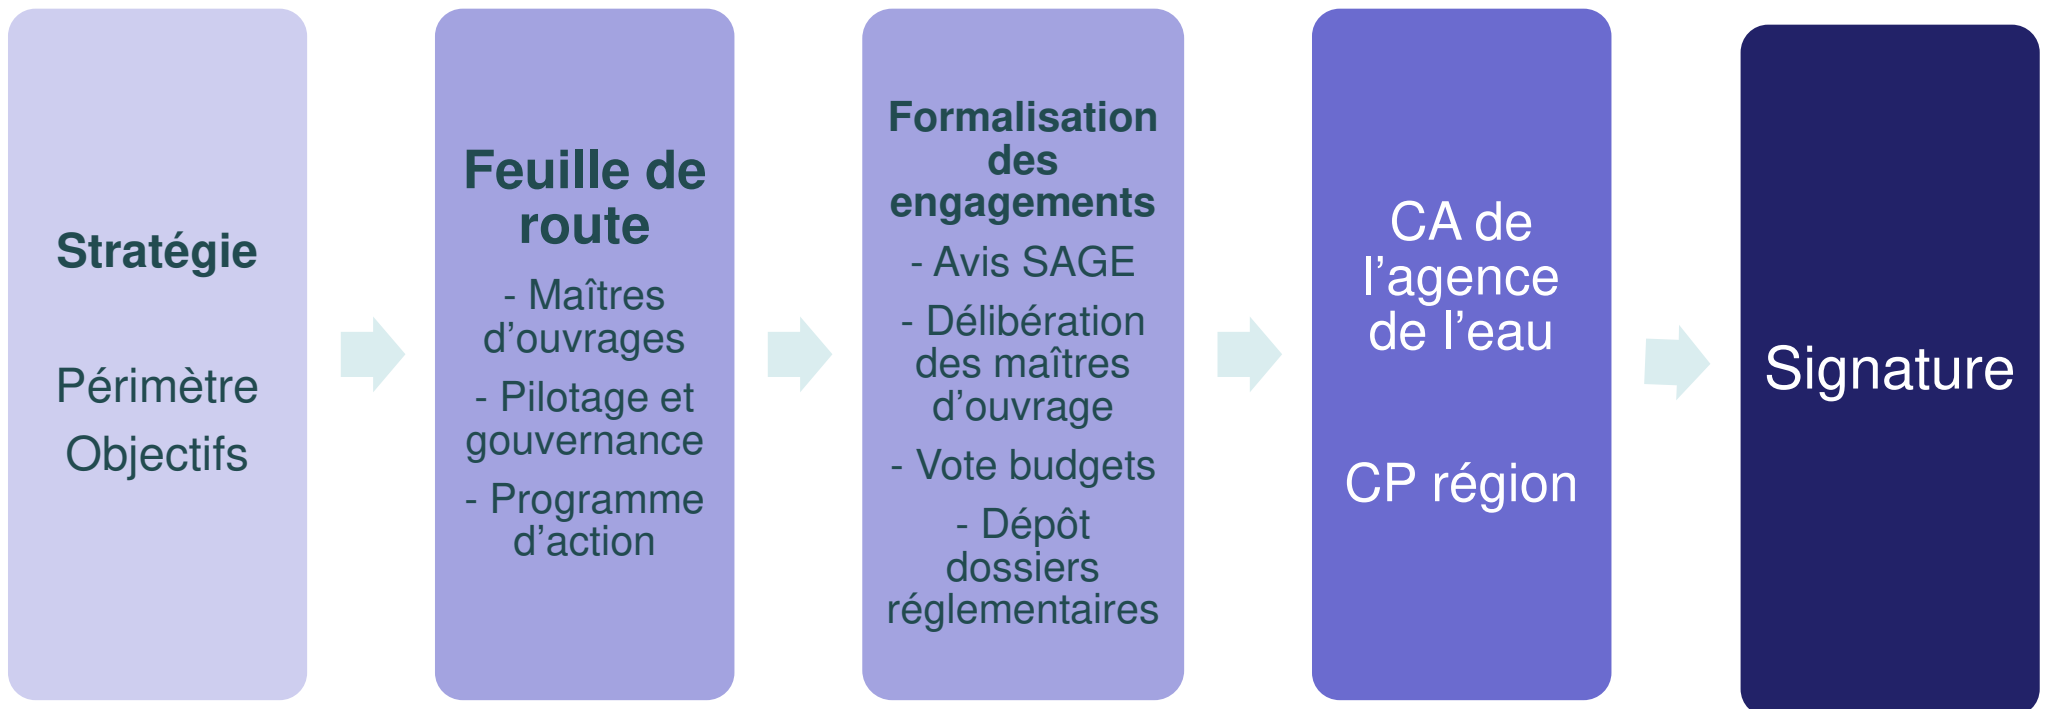 Stratégie
Périmètre
Objectifs
Feuille de
route
- Maîtres
d’ouvrages
- Pilotage et
gouvernance
- Programme
d’action
Formalisation
des
engagements
- Avis SAGE
- Délibération
des maîtres
d’ouvrage
- Vote budgets
- Dépôt
dossiers
réglementaires
CA de
l’agence
de l’eau
CP région
Signature